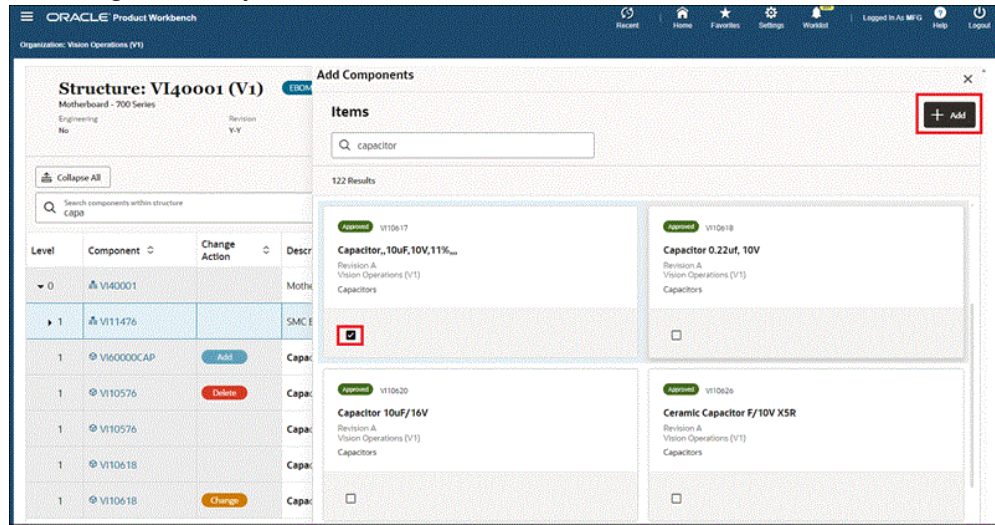 ORACLE Product Workbench
Recent
Home
Favorites
Settings
Worklist
Logged In As MFG
Help
Logout
Organization: Vision Operations (V1)
Structure: VI40001 (V1)
Motherboard - 700 Series
Engineering
No
Revision
Y-Y
Collapse All
Search components within structure
capa
Level
Component
Change Action
Descr
0
VI40001
Mothe
1
VI11476
SMC E
1
VI60000CAP
Add
Capac
1
VI10576
Delete
Capac
1
VI10576
Capac
1
VI10618
Capac
1
VI10618
Change
Capac
Add Components
Items
+ Add
capacitor
122 Results
Approved VI10617
Capacitor,,10uF,10V,11%,,,
Revision A
Vision Operations (V1)
Capacitors
Approved VI10618
Capacitor 0.22uf, 10V
Revision A
Vision Operations (V1)
Capacitors
Approved VI10620
Capacitor 10uF/16V
Revision A
Vision Operations (V1)
Capacitors
Approved VI10626
Ceramic Capacitor F/10V X5R
Revision A
Vision Operations (V1)
Capacitors